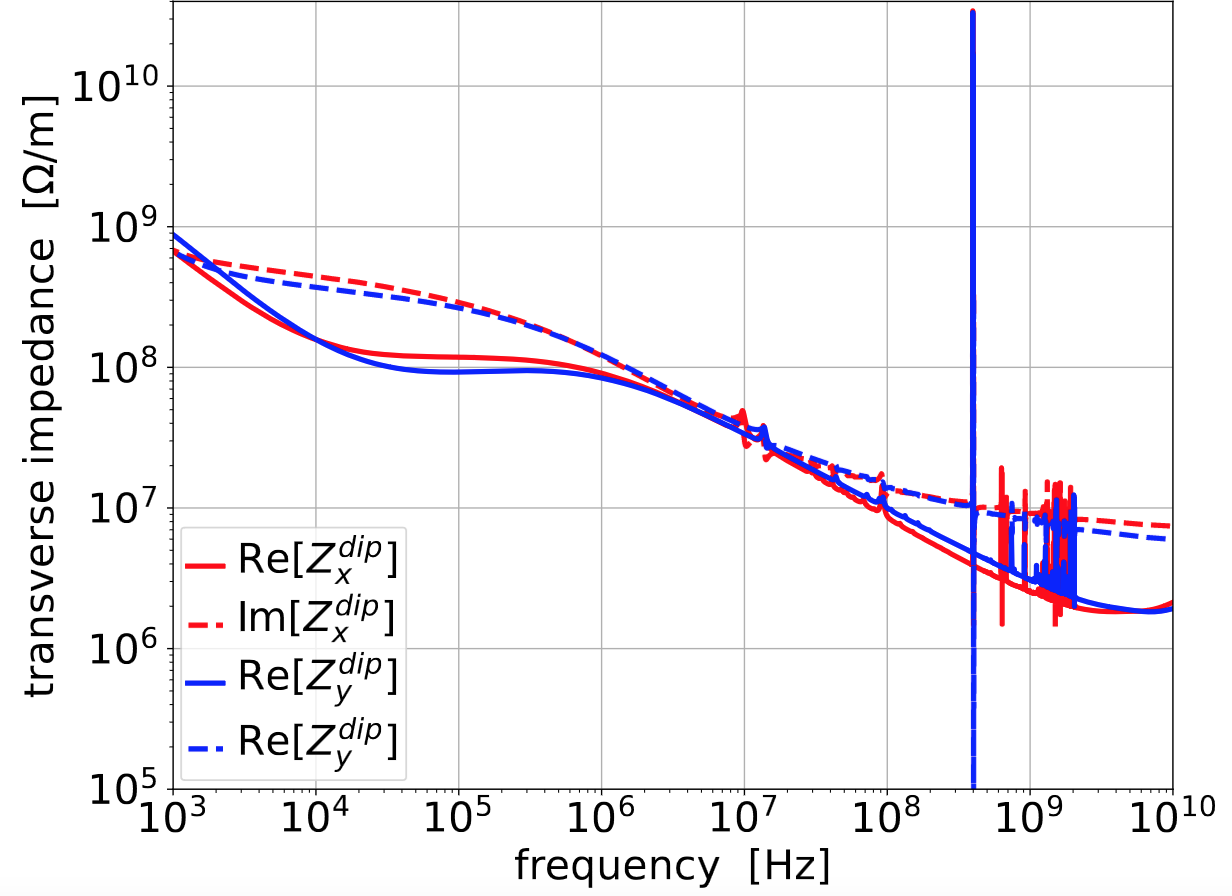 transverse impedance [Ω/m]
10¹⁰
10⁹
10⁸
10⁷
10⁶
10⁵
Re[Z_x^{dip}]
Im[Z_x^{dip}]
Re[Z_y^{dip}]
Re[Z_y^{dip}]
10³ 10⁴ 10⁵ 10⁶ 10⁷ 10⁸ 10⁹ 10¹⁰
frequency [Hz]